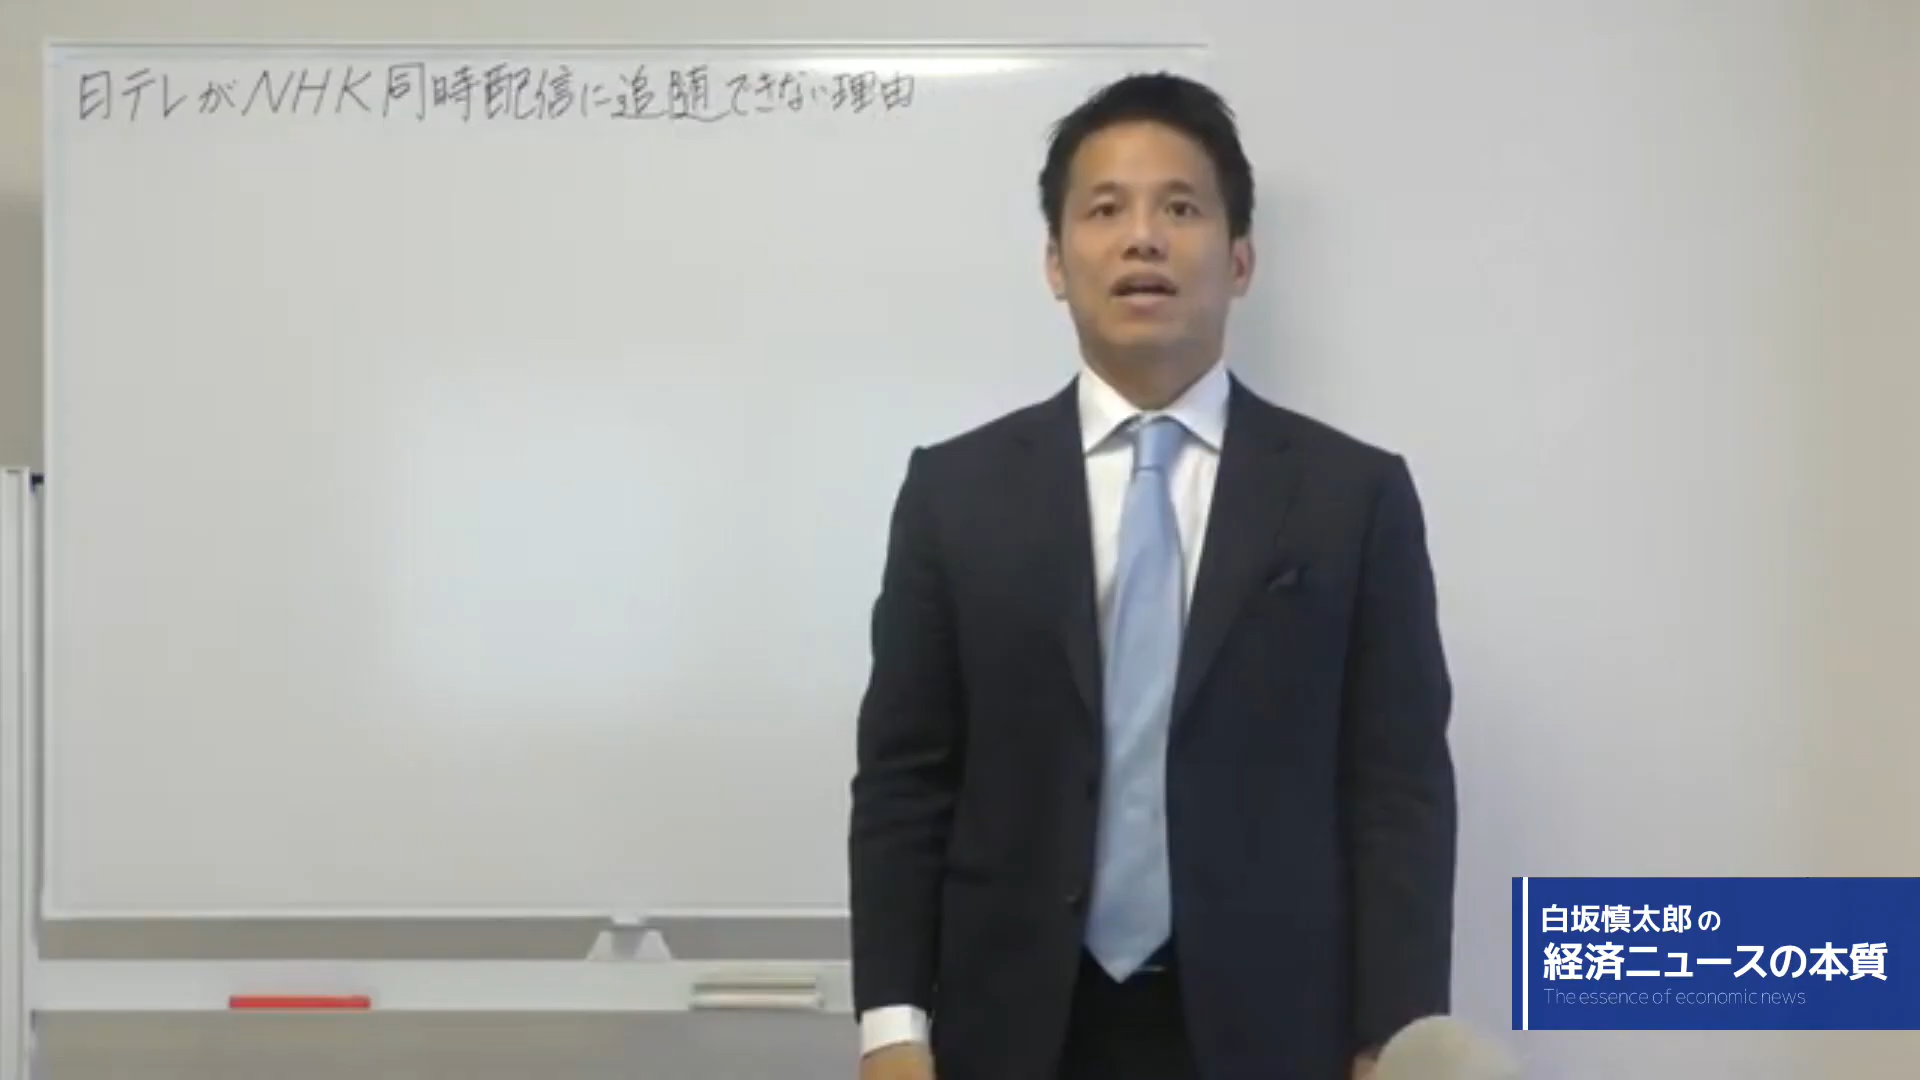 日テレがNHK同時配信に追随できない理由
白坂慎太郎の
経済ニュースの本質
The essence of economic news